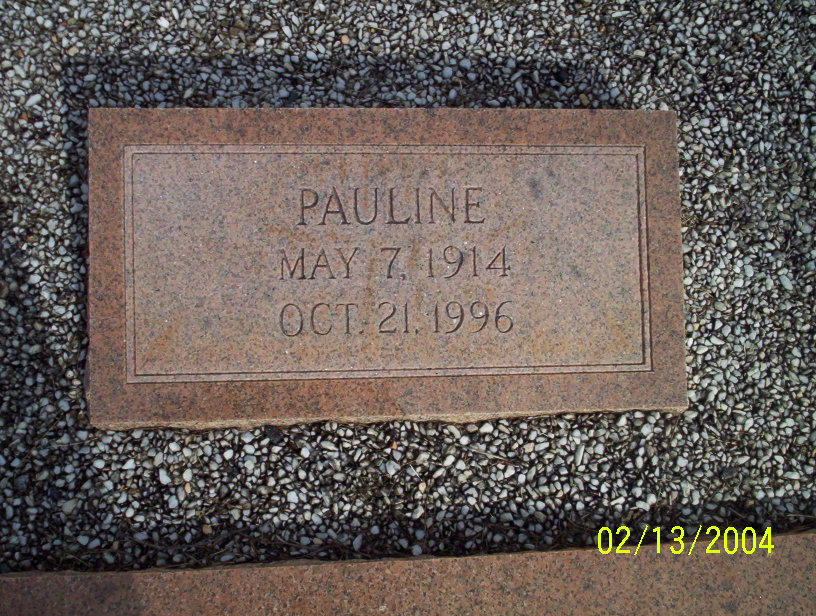 PAULINE
MAY 7, 1914
OCT. 21, 1996
02/13/2004